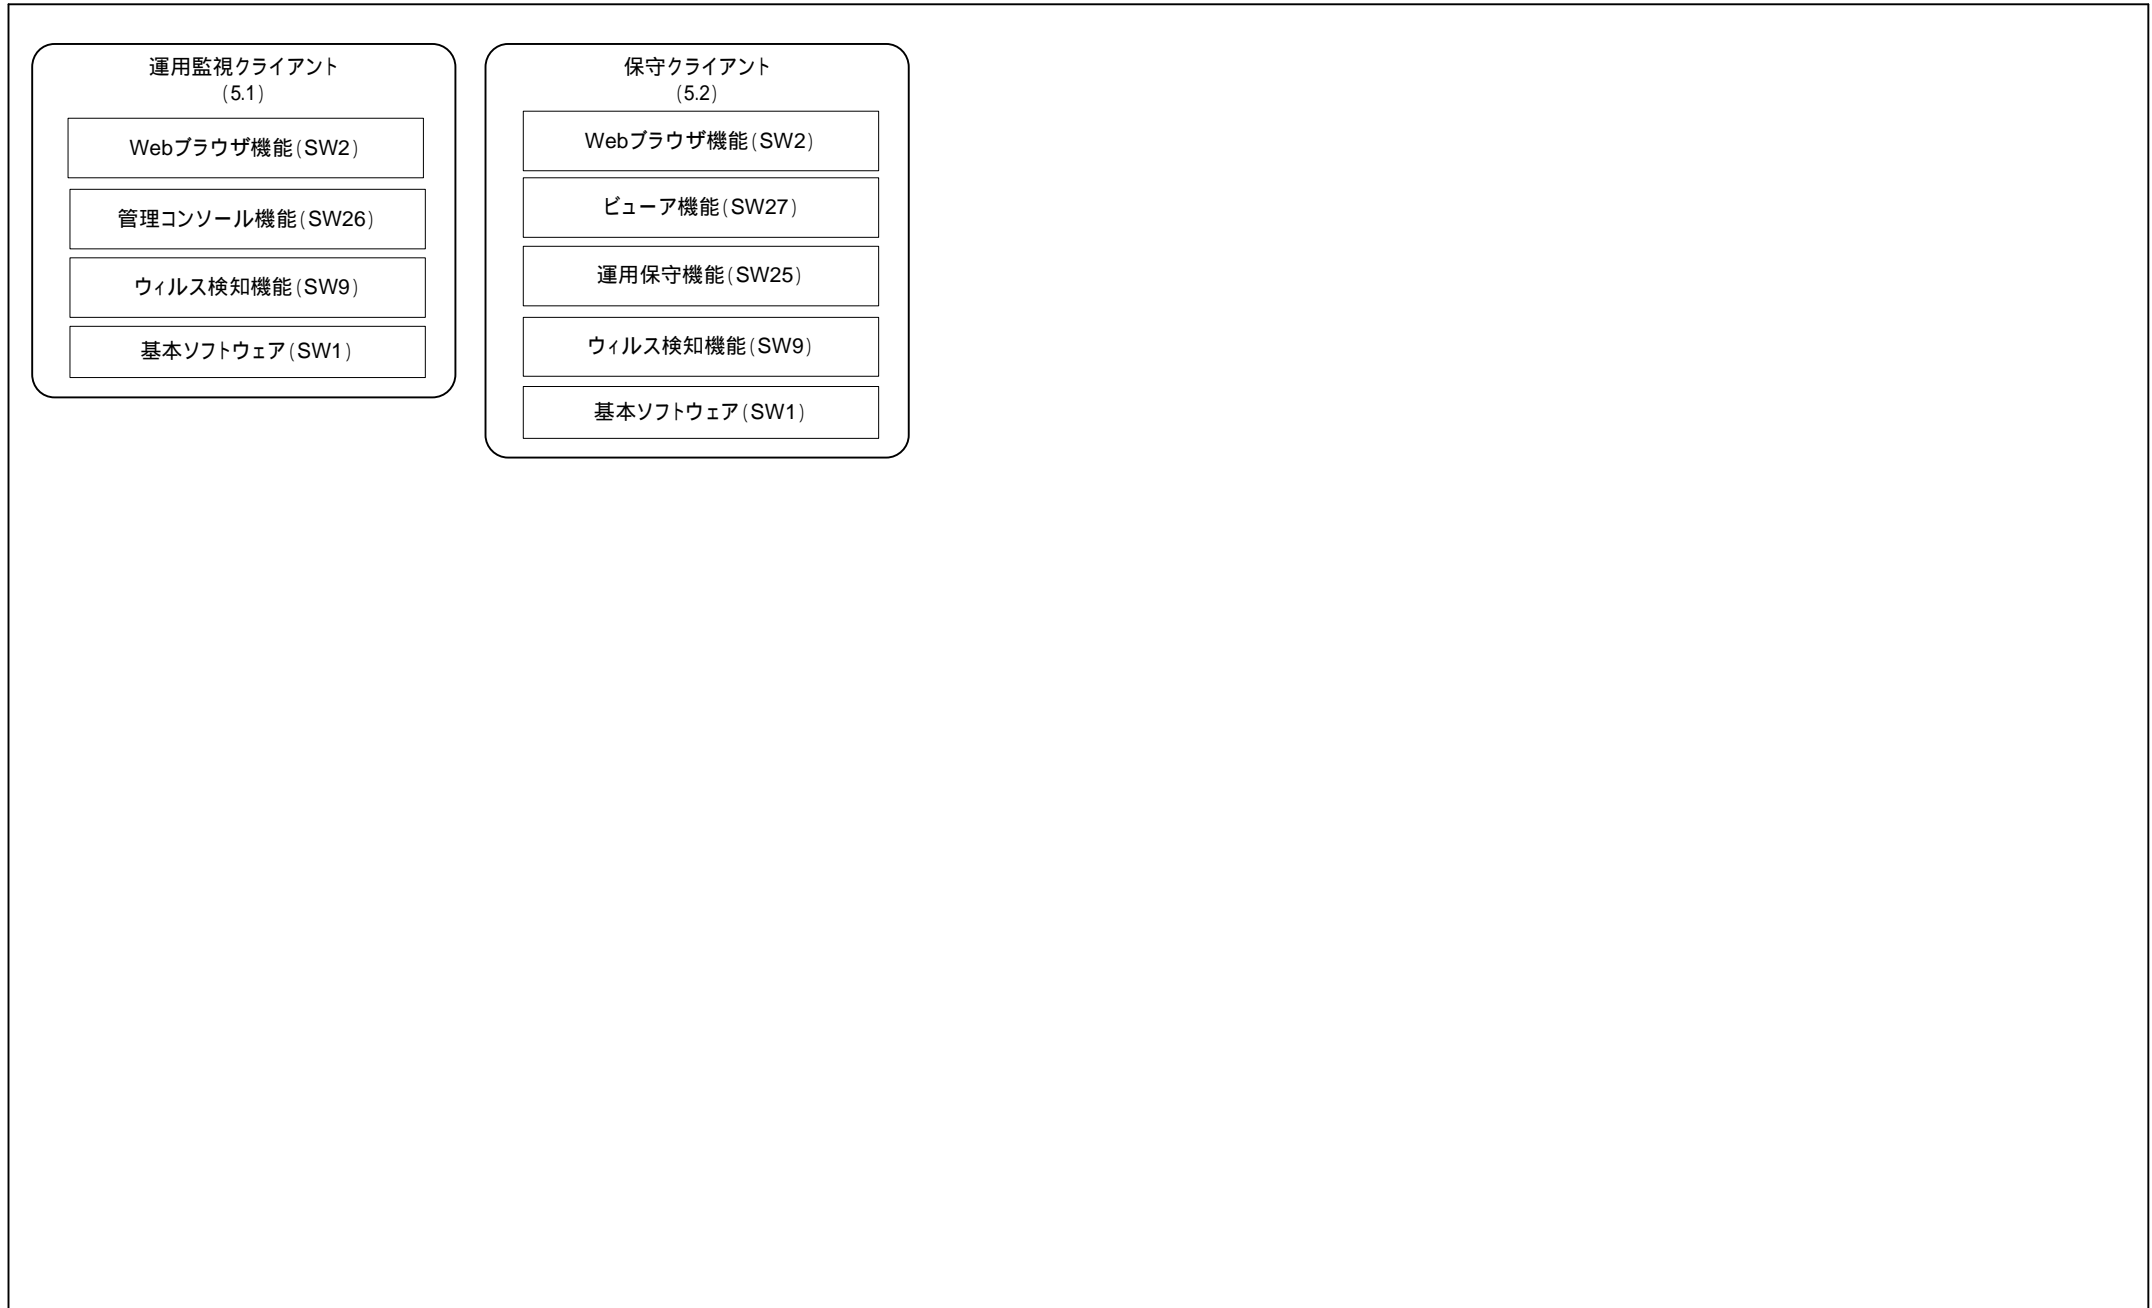 運用監視クライアント
(5.1)
Webブラウザ機能(SW2)
管理コンソール機能(SW26)
ウィルス検知機能(SW9)
基本ソフトウェア(SW1)
保守クライアント
(5.2)
Webブラウザ機能(SW2)
ビューア機能(SW27)
運用保守機能(SW25)
ウィルス検知機能(SW9)
基本ソフトウェア(SW1)